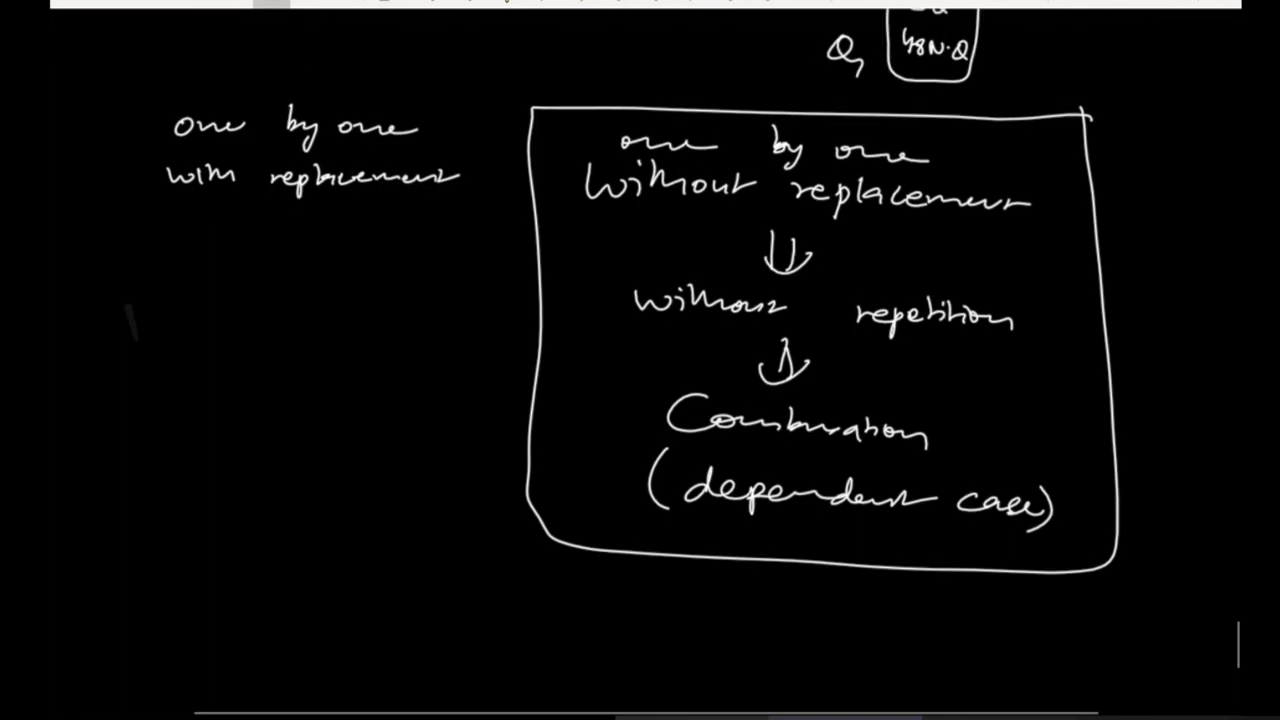 Q
48N.Q
one by one
with replacement
one by one
Without replacement
without repetition
Combination
(dependent case)